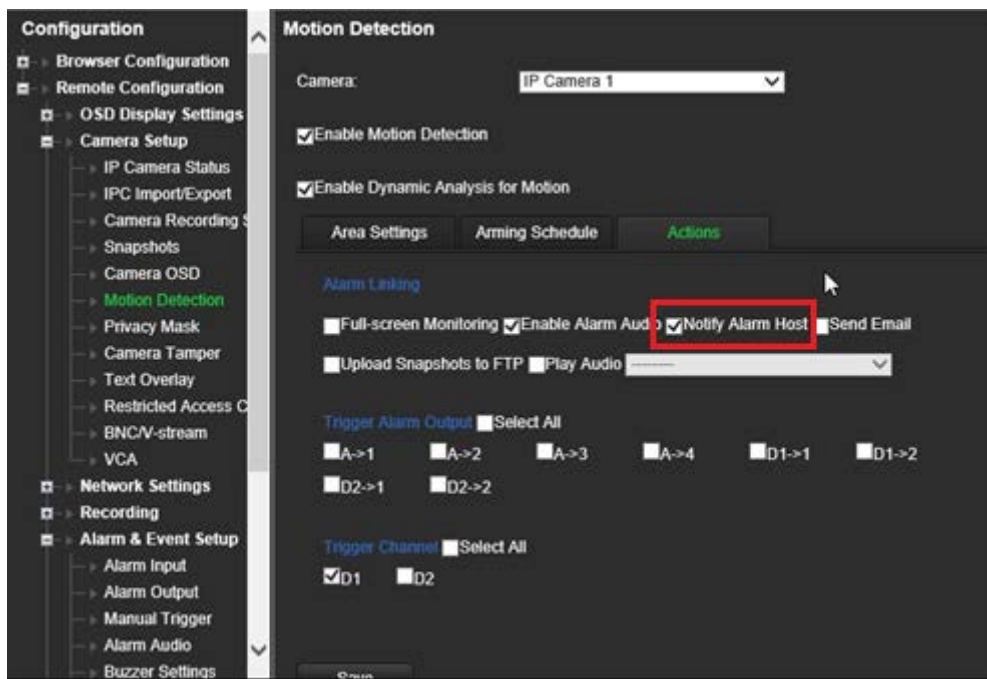 Configuration
Browser Configuration
Remote Configuration
OSD Display Settings
Camera Setup
IP Camera Status
IPC Import/Export
Camera Recording S
Snapshots
Camera OSD
Motion Detection
Privacy Mask
Camera Tamper
Text Overlay
Restricted Access C
BNC/V-stream
VCA
Network Settings
Recording
Alarm & Event Setup
Alarm Input
Alarm Output
Manual Trigger
Alarm Audio
Buzzer Settings
Motion Detection
Camera: IP Camera 1
Enable Motion Detection
Enable Dynamic Analysis for Motion
Area Settings Arming Schedule Actions
Alarm Linking
Full-screen Monitoring Enable Alarm Audio Notify Alarm Host Send Email
Upload Snapshots to FTP Play Audio ---------
Trigger Alarm Output Select All
A->1 A->2 A->3 A->4 D1->1 D1->2
D2->1 D2->2
Trigger Channel Select All
D1 D2
Save